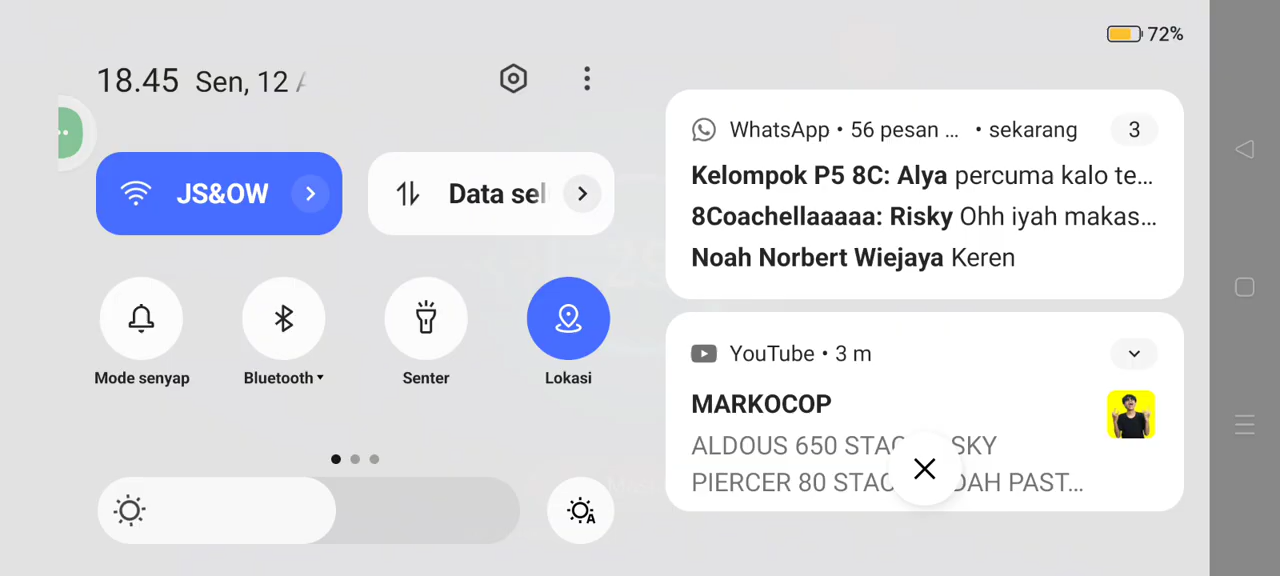 72%
18.45 Sen, 12
JS&OW
Data sel
Mode senyap
Bluetooth
Senter
Lokasi
WhatsApp • 56 pesan ... • sekarang 3
Kelompok P5 8C: Alya percuma kalo te...
8Coachellaaaaa: Risky Ohh iyah makas...
Noah Norbert Wiejaya Keren
YouTube • 3 m
MARKOCOP
ALDOUS 650 STAC SKY
PIERCER 80 STAC DAH PAST...